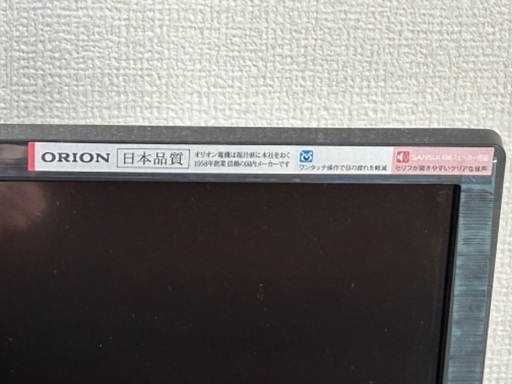 ORION 日本品質
オリオン電機は福井県に本社をおく
1958年創業 信頼の国内メーカーです
ワンタッチ操作で目の疲れを軽減
SANSUI
セリフが聞きやすいクリアな音声